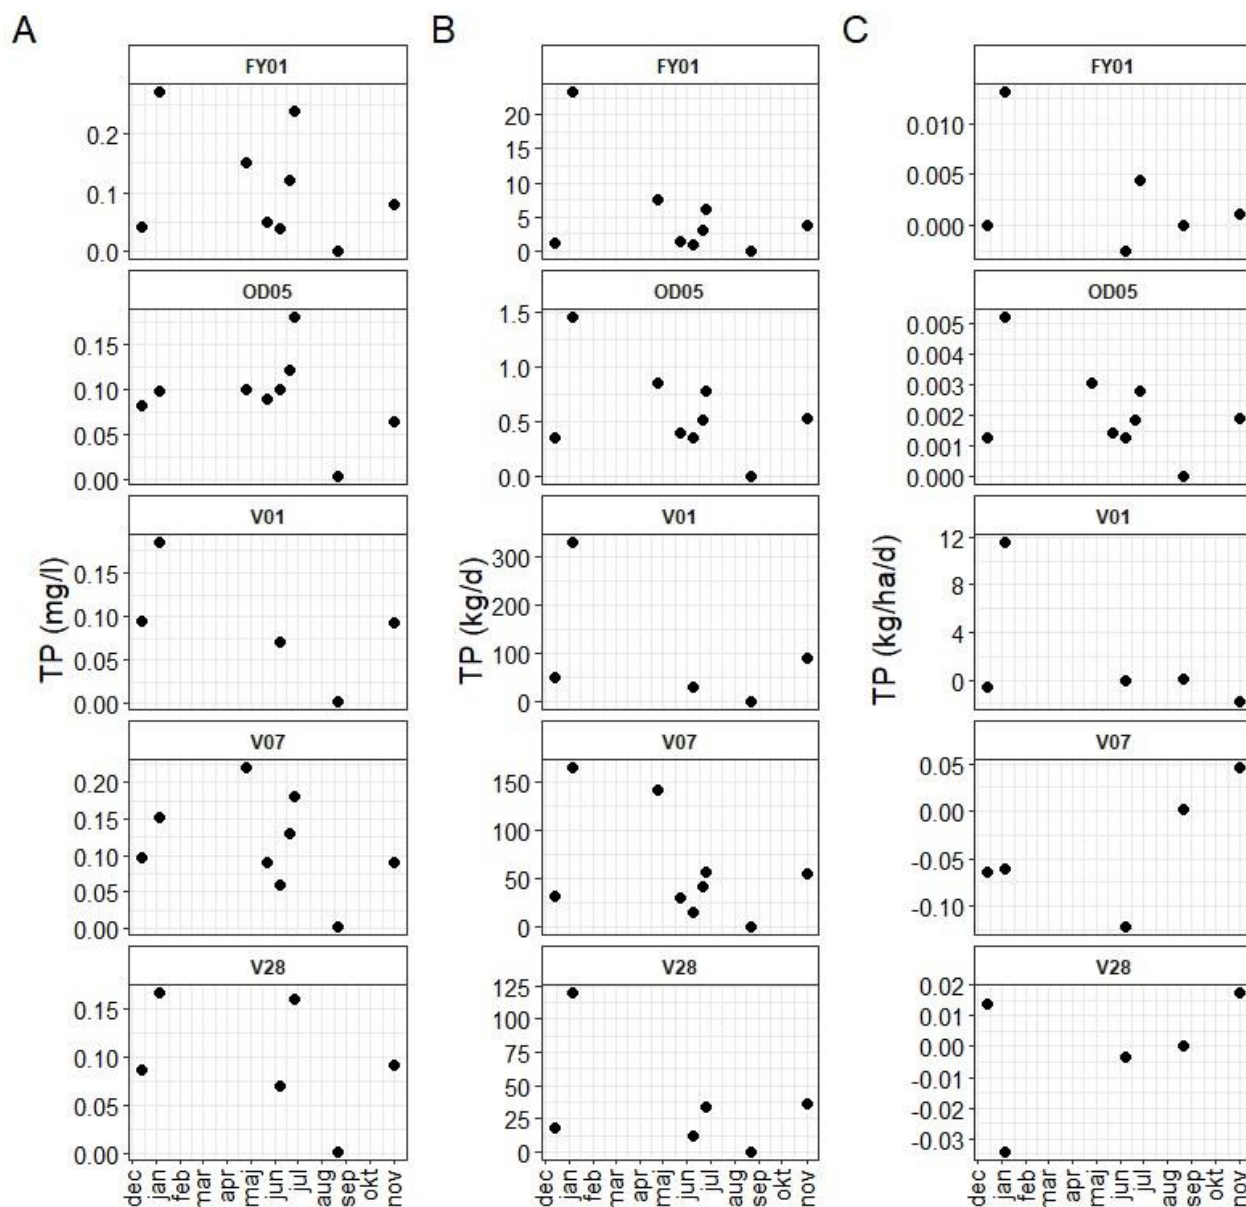 A
FY01
0.2
0.1
0.0
OD05
0.15
0.10
0.05
0.00
V01
0.15
0.10
0.05
0.00
V07
0.20
0.15
0.10
0.05
0.00
V28
0.15
0.10
0.05
0.00
TP (mg/l)
dec jan feb mar apr maj jun jul aug sep okt nov
B
FY01
20
15
10
5
0
OD05
1.5
1.0
0.5
0.0
V01
300
200
100
0
V07
150
100
50
0
V28
125
100
75
50
25
0
TP (kg/d)
dec jan feb mar apr maj jun jul aug sep okt nov
C
FY01
0.010
0.005
0.000
OD05
0.005
0.004
0.003
0.002
0.001
0.000
V01
12
8
4
0
V07
0.05
0.00
-0.05
-0.10
V28
0.02
0.01
0.00
-0.01
-0.02
-0.03
TP (kg/ha/d)
dec jan feb mar apr maj jun jul aug sep okt nov